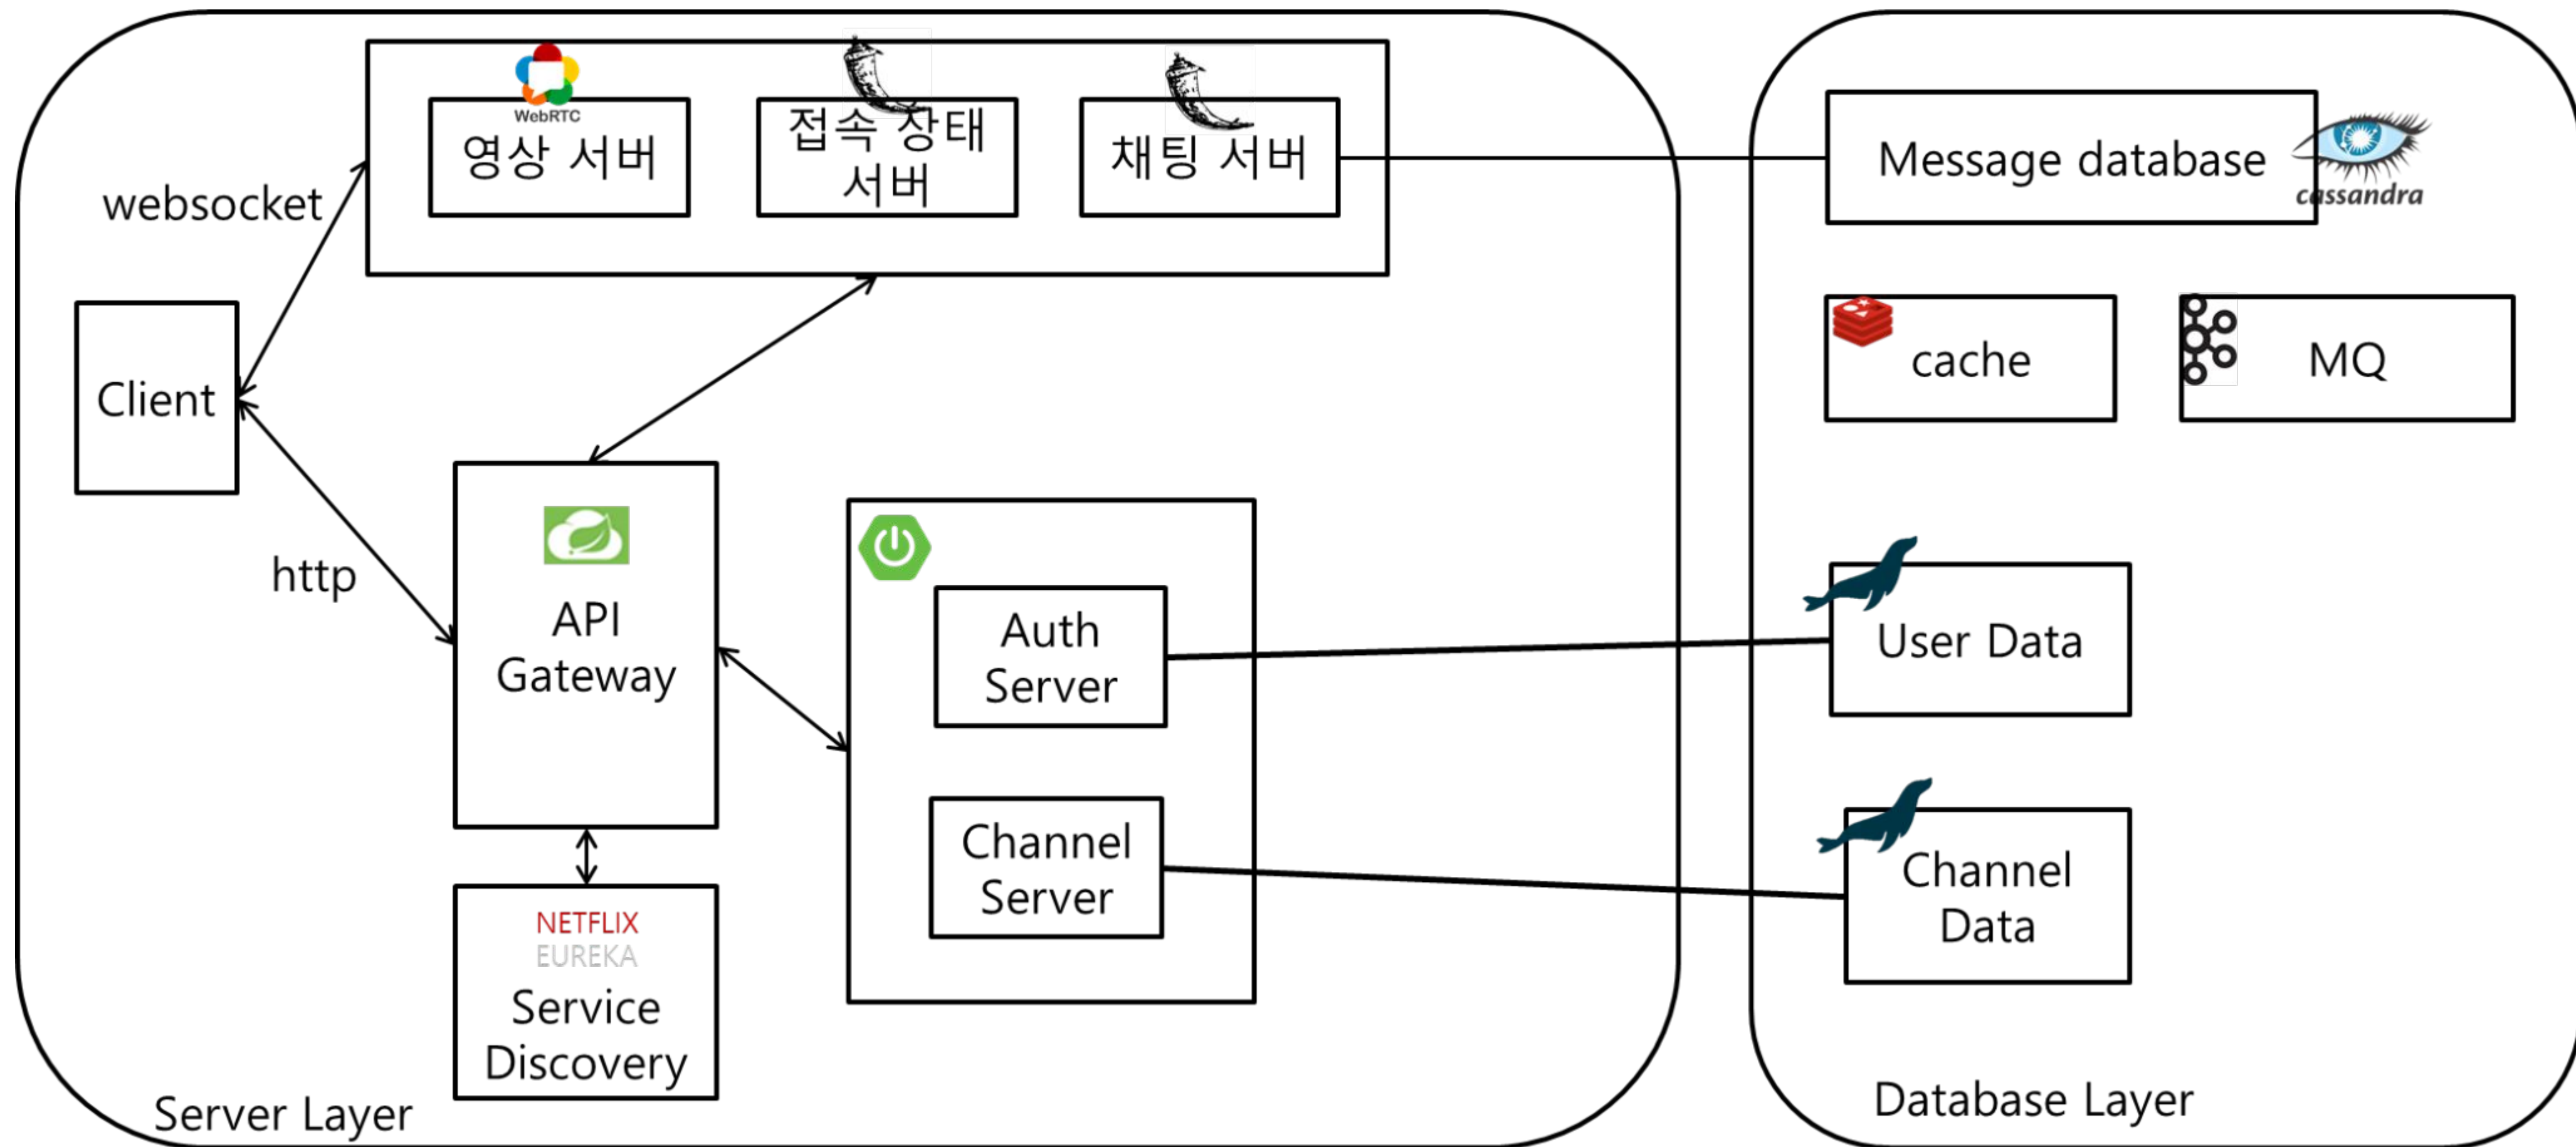 WebRTC
영상 서버
접속 상태
서버
채팅 서버
Message database
cassandra
websocket
cache
MQ
Client
http
API
Gateway
Auth
Server
User Data
Channel
Server
Channel
Data
NETFLIX
EUREKA
Service
Discovery
Server Layer
Database Layer